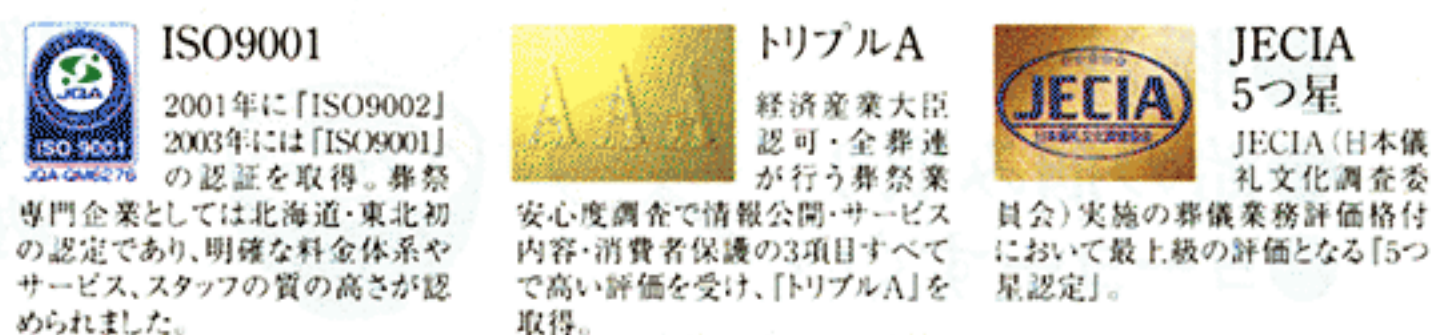 JQA
ISO 9001
JQA-QM6276
ISO9001
2001年に「ISO9002」
2003年には「ISO9001」
の認証を取得。葬祭
専門企業としては北海道・東北初
の認定であり、明確な料金体系や
サービス、スタッフの質の高さが認
められました。
AAA
トリプルA
経済産業大臣
認可・全葬連
が行う葬祭業
安心度調査で情報公開・サービス
内容・消費者保護の3項目すべて
で高い評価を受け、「トリプルA」を
取得。
JECIA
JECIA
5つ星
JECIA(日本儀
礼文化調査委
員会)実施の葬儀業務評価格付
において最上級の評価となる「5つ
星認定」。